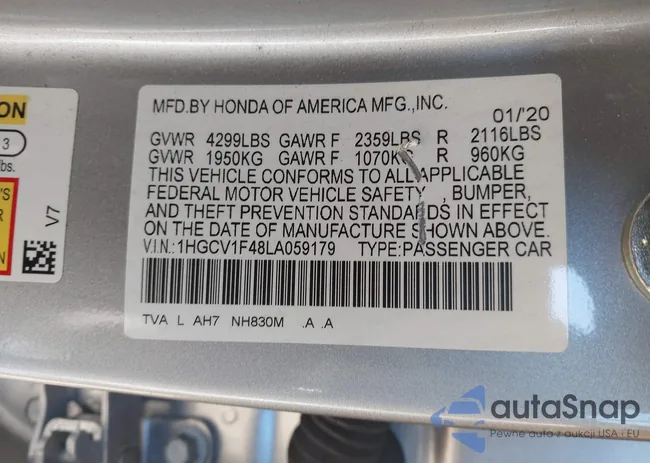 ON
3
lbs.
'S
R
N
V7
MFD.BY HONDA OF AMERICA MFG.,INC. 01/'20
GVWR 4299LBS GAWR F 2359LBS R 2116LBS
GVWR 1950KG GAWR F 1070KG R 960KG
THIS VEHICLE CONFORMS TO ALL APPLICABLE
FEDERAL MOTOR VEHICLE SAFETY , BUMPER,
AND THEFT PREVENTION STANDARDS IN EFFECT
ON THE DATE OF MANUFACTURE SHOWN ABOVE.
V.I.N.:1HGCV1F48LA059179 TYPE:PASSENGER CAR
TVA L AH7 NH830M .A .A
autaSnap
Pewne auta z aukcji USA i EU